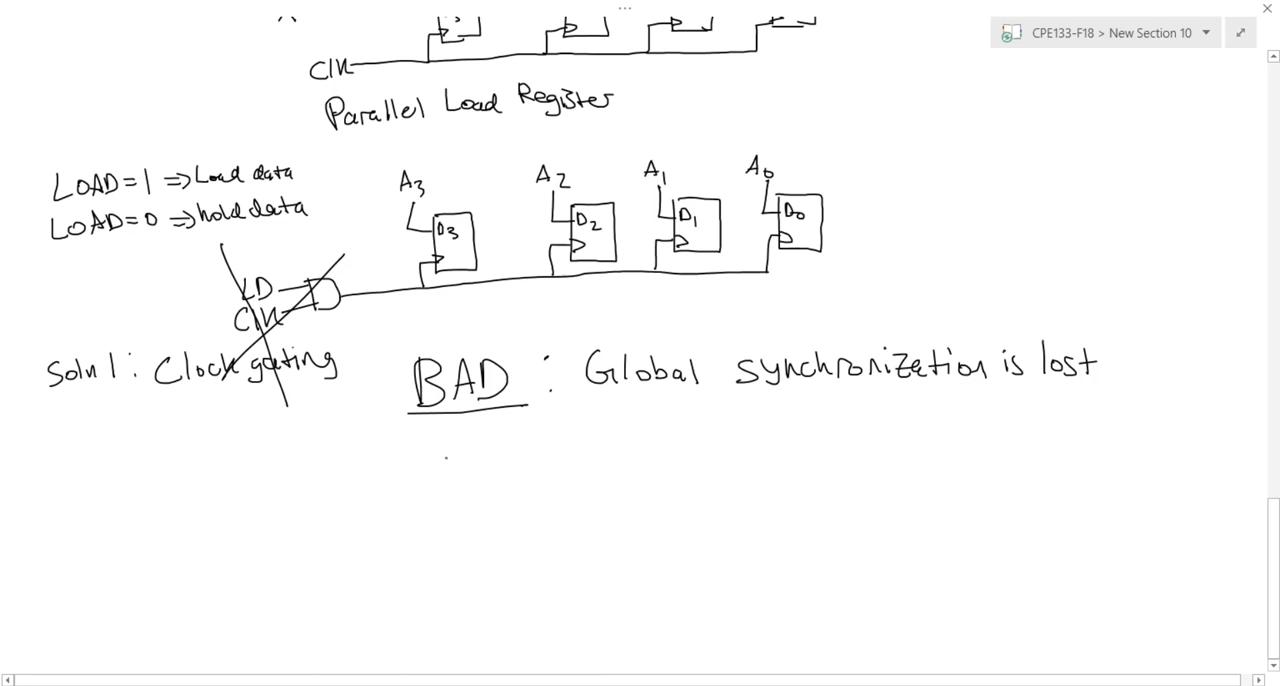 CPE133-F18 > New Section 10
Clk
Parallel Load Register
LOAD=1 => Load data
LOAD=0 => hold data
A3 A2 A1 A0
D3 D2 D1 D0
LD
Clk
Soln 1: Clock gating BAD : Global synchronization is lost